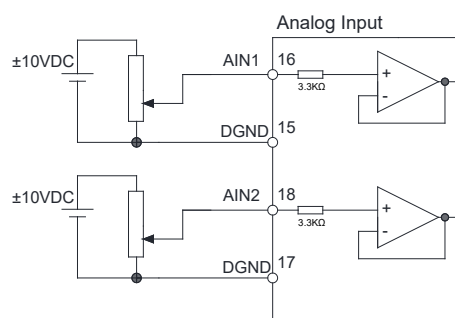 Analog Input
±10VDC
AIN1
16
3.3KΩ
+
-
DGND
15
±10VDC
AIN2
18
3.3KΩ
+
-
DGND
17